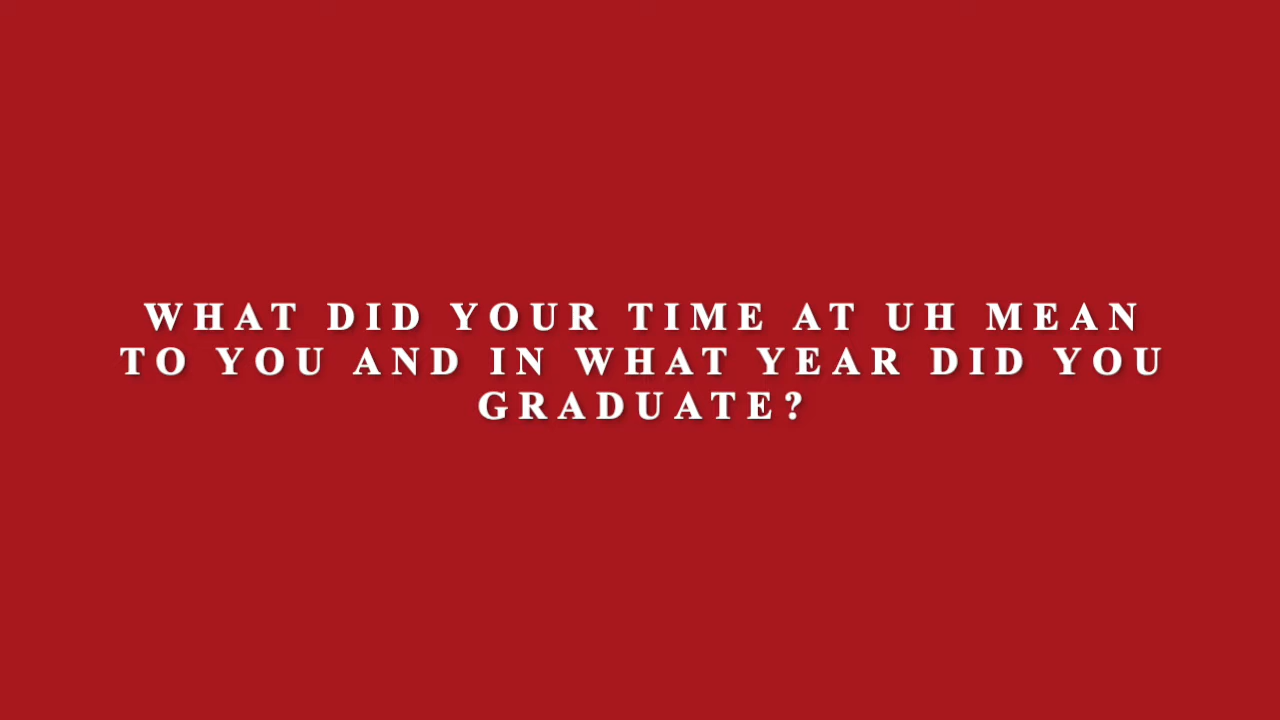 WHAT DID YOUR TIME AT UH MEAN
TO YOU AND IN WHAT YEAR DID YOU
GRADUATE?